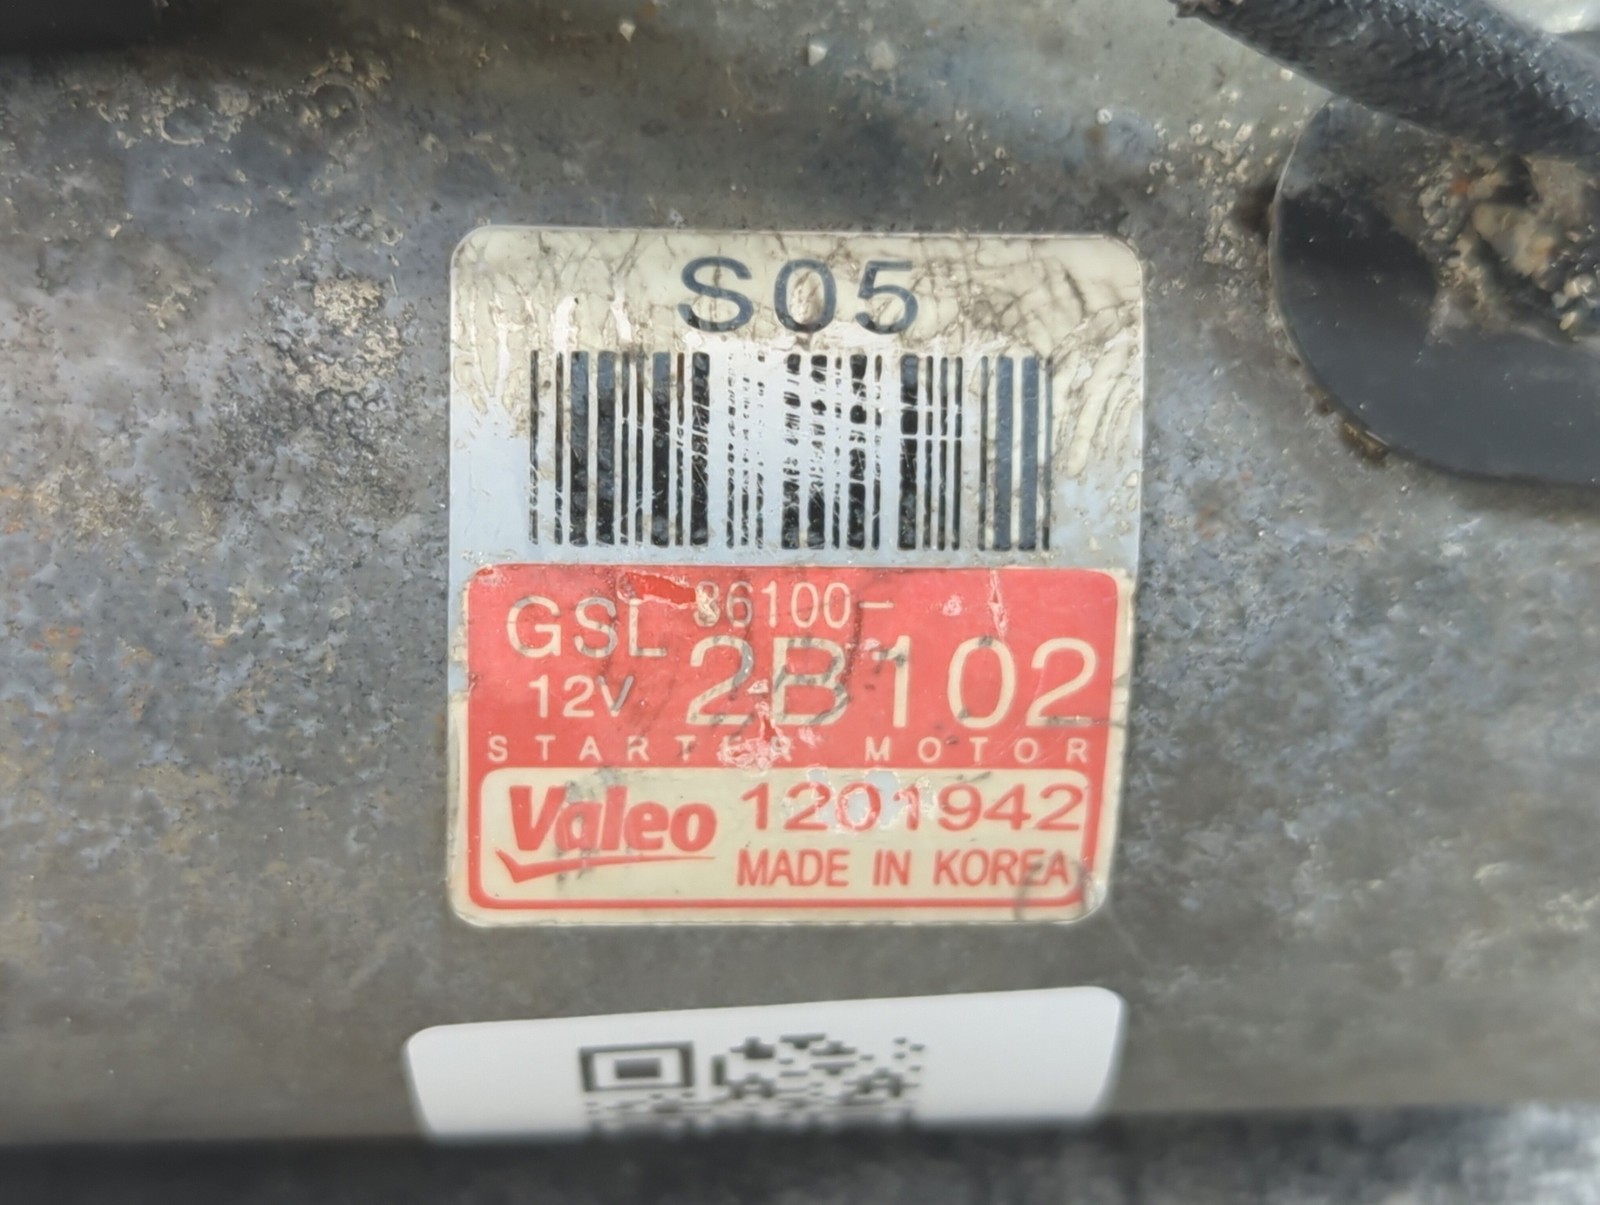 S05
GSL 36100-
12V 2B102
STARTER MOTOR
Valeo 1201942
MADE IN KOREA